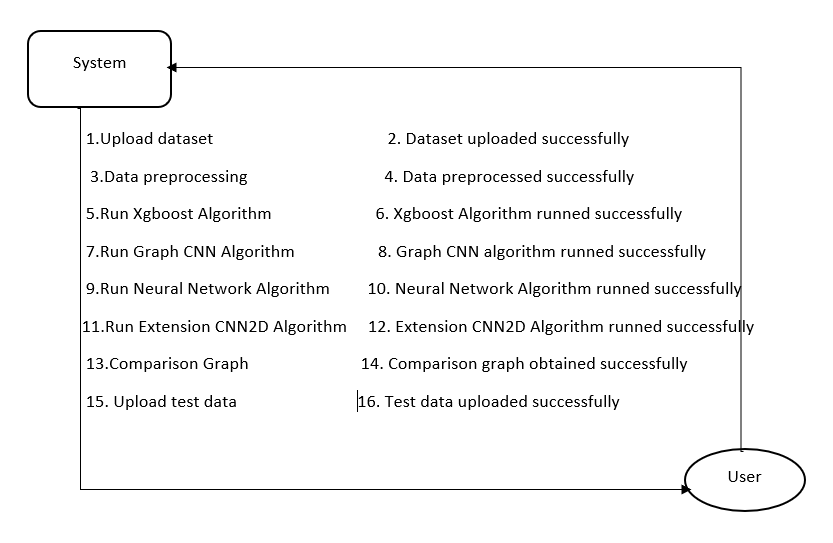 System
1.Upload dataset
2. Dataset uploaded successfully
3.Data preprocessing
4. Data preprocessed successfully
5.Run Xgboost Algorithm
6. Xgboost Algorithm runned successfully
7.Run Graph CNN Algorithm
8. Graph CNN algorithm runned successfully
9.Run Neural Network Algorithm
10. Neural Network Algorithm runned successfully
11.Run Extension CNN2D Algorithm
12. Extension CNN2D Algorithm runned successfully
13.Comparison Graph
14. Comparison graph obtained successfully
15. Upload test data
16. Test data uploaded successfully
User